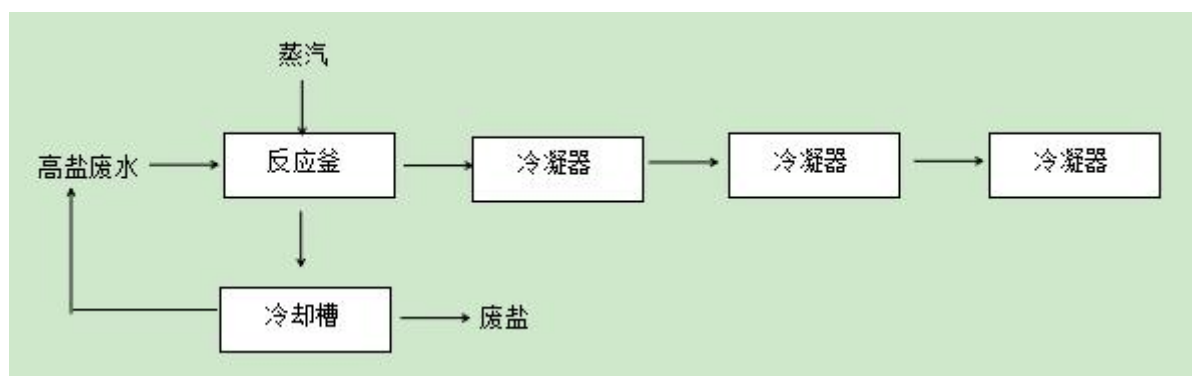 蒸汽
高盐废水
反应釜
冷凝器
冷凝器
冷凝器
冷却槽
废盐